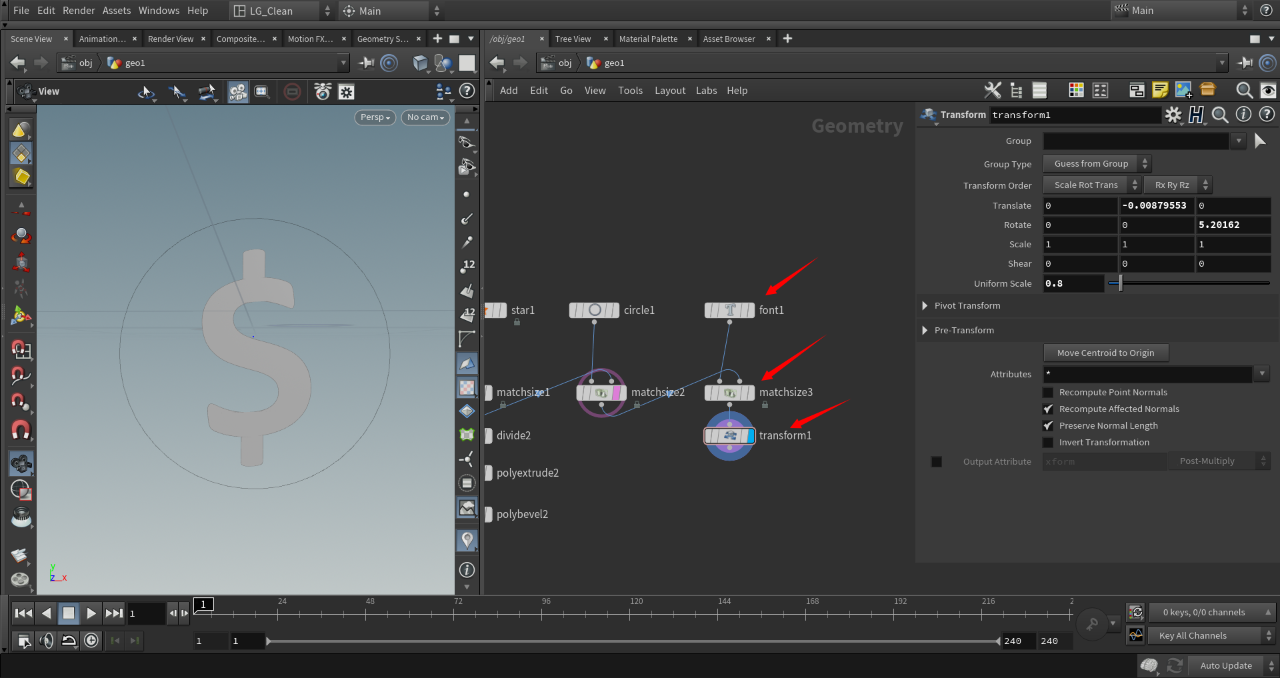 File Edit Render Assets Windows Help LG_Clean Main Main
Scene View Animation... Render View Composite... Motion FX... Geometry S...
/obj/geo1 Tree View Material Palette Asset Browser
obj geo1
obj geo1
View
Add Edit Go View Tools Layout Labs Help
Persp No cam
Geometry
Transform transform1
Group
Group Type Guess from Group
Transform Order Scale Rot Trans Rx Ry Rz
Translate 0 -0.00879553 0
Rotate 0 0 5.20162
Scale 1 1 1
Shear 0 0 0
Uniform Scale 0.8
Pivot Transform
Pre-Transform
Move Centroid to Origin
Attributes *
Recompute Point Normals
Recompute Affected Normals
Preserve Normal Length
Invert Transformation
Output Attribute xform Post-Multiply
$
12
12
y
z x
star1 circle1 font1
matchsize1 matchsize2 matchsize3
divide2 transform1
polyextrude2
polybevel2
1 1 24 48 72 96 120 144 168 192 216 2
0 keys, 0/0 channels
1 1 240 240
Key All Channels
Auto Update